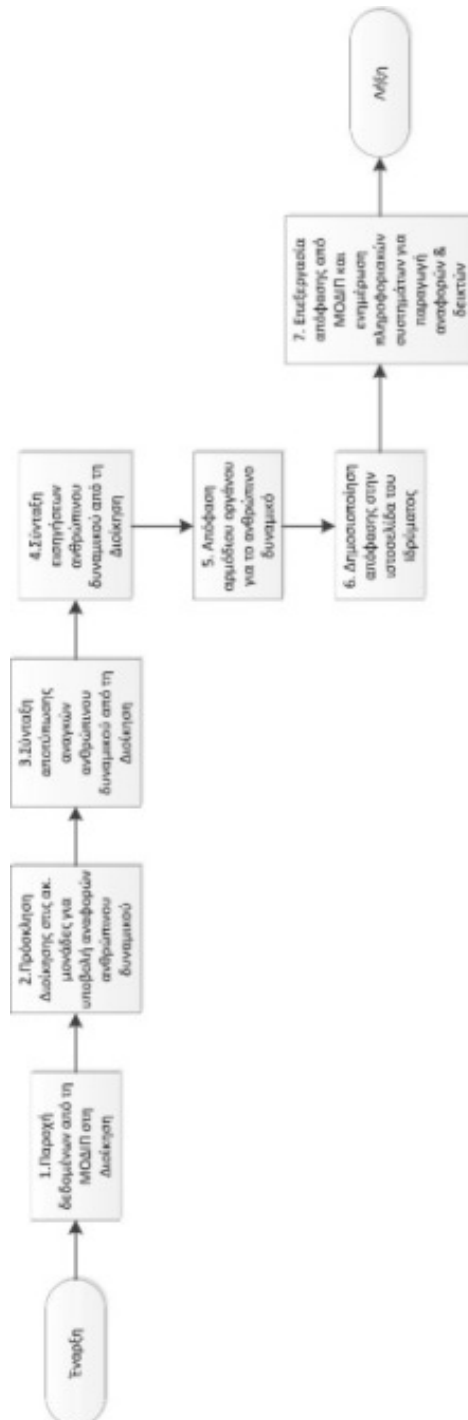 Έναρξη
1.Παροχή
δεδομένων από τη
ΜΟΔΙΠ στη
Διοίκηση
2.Πρόσκληση
Διοίκησης στις ακ.
μονάδες για
υποβολή αναφορών
ανθρώπινου
δυναμικού
3.Σύνταξη
αποτύπωσης
αναγκών
ανθρώπινου
δυναμικού από τη
Διοίκηση
4.Σύνταξη
εισηγήσεων
ανθρώπινου
δυναμικού από τη
Διοίκηση
5. Απόφαση
αρμόδιου οργάνου
για το ανθρώπινο
δυναμικό
6. Δημοσιοποίηση
απόφασης στην
ιστοσελίδα του
Ιδρύματος
7. Επεξεργασία
απόφασης από
ΜΟΔΙΠ και
ενημέρωση
πληροφοριακών
συστημάτων για
παραγωγή
αναφορών &
δεικτών
Λήξη